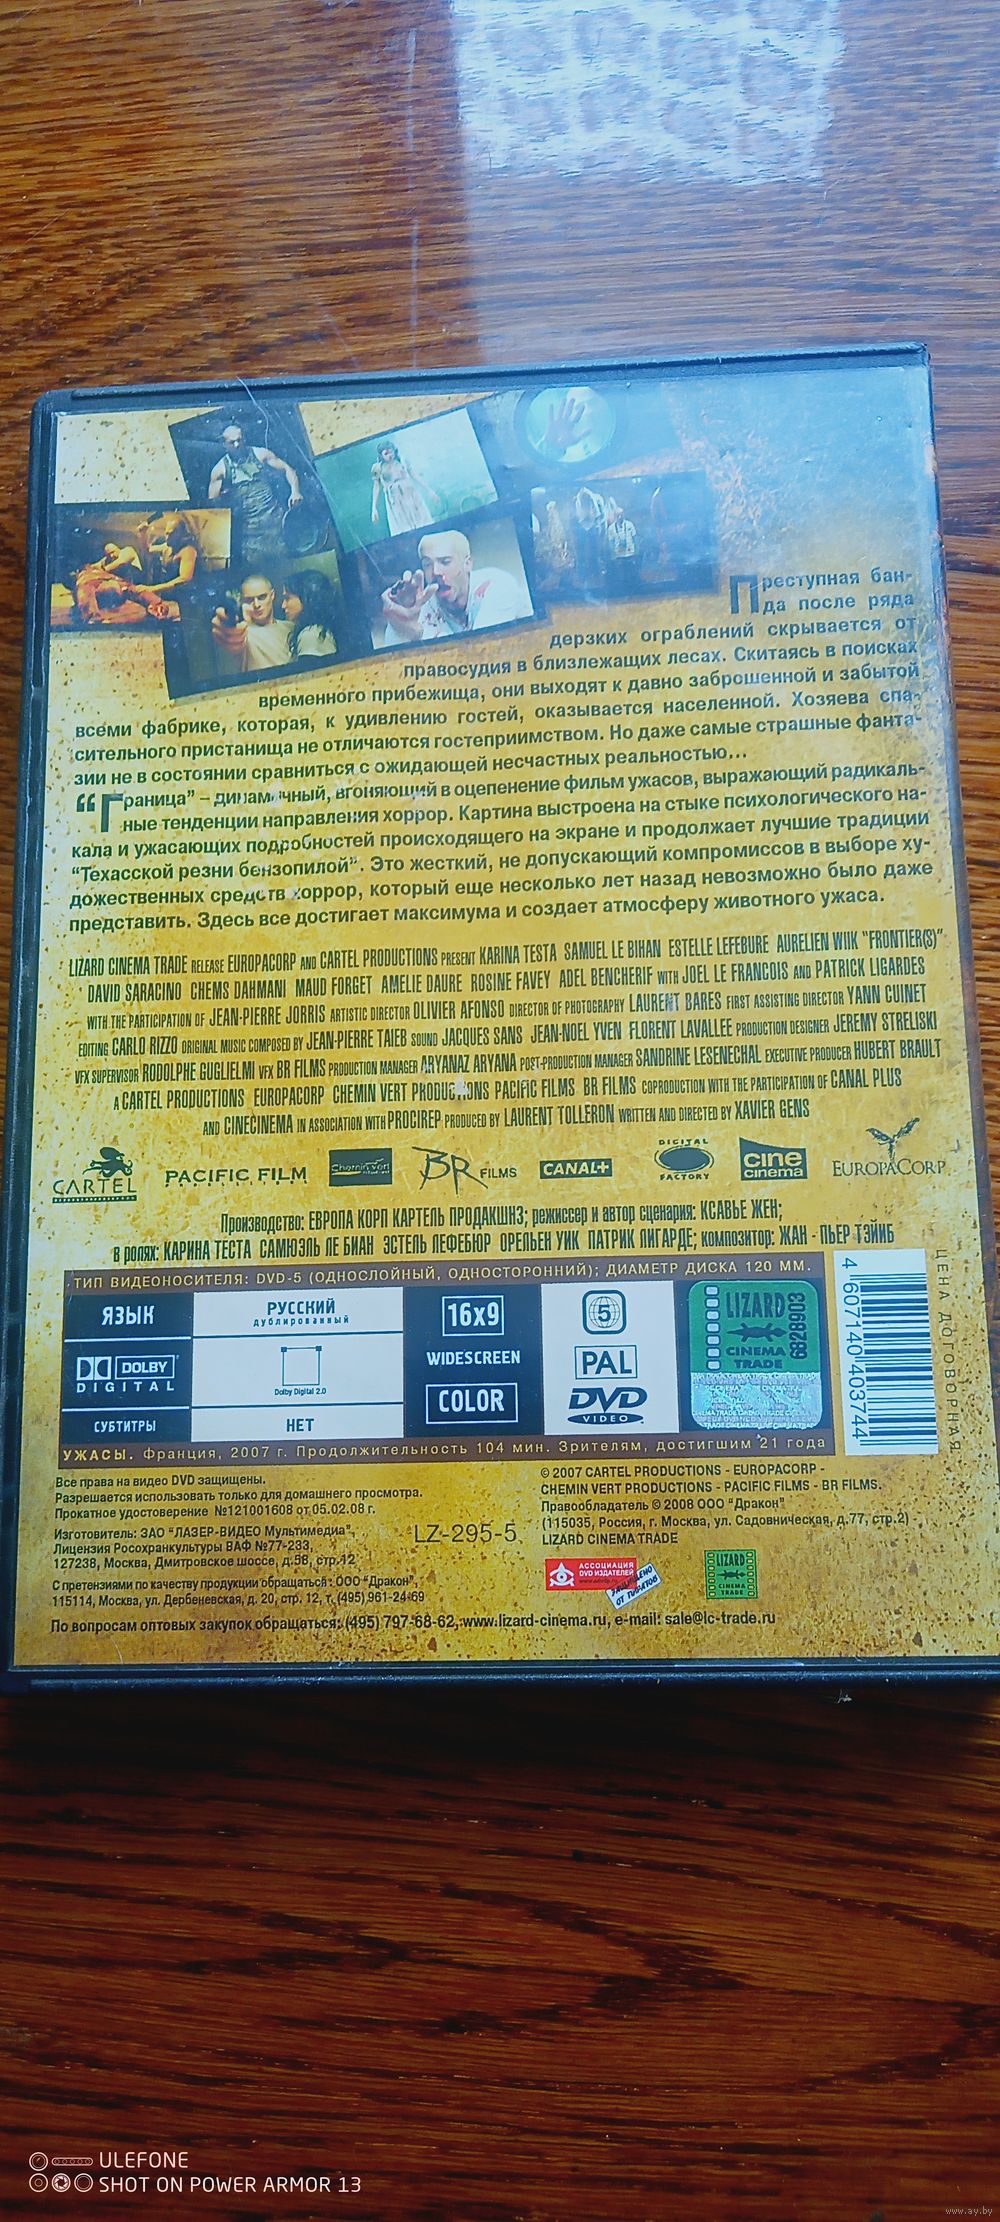 Преступная бан-
да после ряда
дерзких ограблений скрывается от
правосудия в близлежащих лесах. Скитаясь в поисках
временного прибежища, они выходят к давно заброшенной и забытой
всеми фабрике, которая, к удивлению гостей, оказывается населенной. Хозяева спа-
сительного пристанища не отличаются гостеприимством. Но даже самые страшные фанта-
зии не в состоянии сравниться с ожидающей несчастных реальностью...
“Граница” – динамичный, вгоняющий в оцепенение фильм ужасов, выражающий радикаль-
ные тенденции направления хоррор. Картина выстроена на стыке психологического на-
кала и ужасающих подробностей происходящего на экране и продолжает лучшие традиции
“Техасской резни бензопилой”. Это жесткий, не допускающий компромиссов в выборе ху-
дожественных средств хоррор, который еще несколько лет назад невозможно было даже
представить. Здесь все достигает максимума и создает атмосферу животного ужаса.
LIZARD CINEMA TRADE RELEASE EUROPACORP AND CARTEL PRODUCTIONS PRESENT KARINA TESTA SAMUEL LE BIHAN ESTELLE LEFEBURE AURELIEN WIIK “FRONTIER(S)”
DAVID SARACINO CHEMS DAHMANI MAUD FORGET AMELIE DAURE ROSINE FAVEY ADEL BENCHERIF WITH JOEL LE FRANCOIS AND PATRICK LIGARDES
WITH THE PARTICIPATION OF JEAN-PIERRE JORRIS ARTISTIC DIRECTOR OLIVIER AFONSO DIRECTOR OF PHOTOGRAPHY LAURENT BARES FIRST ASSISTING DIRECTOR YANN CUINET
EDITING CARLO RIZZO ORIGINAL MUSIC COMPOSED BY JEAN-PIERRE TAIEB SOUND JACQUES SANS JEAN-NOEL YVEN FLORENT LAVALLEE PRODUCTION DESIGNER JEREMY STRELISKI
VFX SUPERVISOR RODOLPHE GUGLIELMI VFX BR FILMS PRODUCTION MANAGER ARYANAZ ARYANA POST-PRODUCTION MANAGER SANDRINE LESENECHAL EXECUTIVE PRODUCER HUBERT BRAULT
A CARTEL PRODUCTIONS EUROPACORP CHEMIN VERT PRODUCTIONS PACIFIC FILMS BR FILMS COPRODUCTION WITH THE PARTICIPATION OF CANAL PLUS
AND CINECINEMA IN ASSOCIATION WITH PROCIREP PRODUCED BY LAURENT TOLLERON WRITTEN AND DIRECTED BY XAVIER GENS
CARTEL PACIFIC FILM Chemin vert BR FILMS CANAL+ DIGITAL FACTORY cine cinema EUROPACORP
Производство: ЕВРОПА КОРП КАРТЕЛЬ ПРОДАКШНЗ; режиссер и автор сценария: КСАВЬЕ ЖЕН;
в ролях: КАРИНА ТЕСТА САМЮЭЛЬ ЛЕ БИАН ЭСТЕЛЬ ЛЕФЕБЮР ОРЕЛЬЕН УИК ПАТРИК ЛИГАРДЕ; композитор: ЖАН - ПЬЕР ТЭЙИБ
ТИП ВИДЕОНОСИТЕЛЯ: DVD-5 (ОДНОСЛОЙНЫЙ, ОДНОСТОРОННИЙ); ДИАМЕТР ДИСКА 120 ММ.
ЯЗЫК
РУССКИЙ
дублированный
DOLBY
DIGITAL
Dolby Digital 2.0
СУБТИТРЫ
НЕТ
16x9
WIDESCREEN
COLOR
5
PAL
DVD
VIDEO
LIZARD
CINEMA
TRADE
6828903
4 607140 403744
ЦЕНА ДОГОВОРНАЯ
УЖАСЫ. Франция, 2007 г. Продолжительность 104 мин. Зрителям, достигшим 21 года
Все права на видео DVD защищены.
Разрешается использовать только для домашнего просмотра.
Прокатное удостоверение №121001608 от 05.02.08 г.
Изготовитель: ЗАО “ЛАЗЕР-ВИДЕО Мультимедиа”,
Лицензия Росохранкультуры ВАФ №77-233,
127238, Москва, Дмитровское шоссе, д.58, стр.12
LZ-295-5
С претензиями по качеству продукции обращаться: ООО “Дракон”,
115114, Москва, ул. Дербеневская, д. 20, стр. 12, т. (495) 961-24-69
© 2007 CARTEL PRODUCTIONS - EUROPACORP -
CHEMIN VERT PRODUCTIONS - PACIFIC FILMS - BR FILMS.
Правообладатель © 2008 ООО “Дракон”
(115035, Россия, г. Москва, ул. Садовническая, д.77, стр.2) -
LIZARD CINEMA TRADE
АССОЦИАЦИЯ
DVD ИЗДАТЕЛЕЙ
ЗАЩИЩЕНО
ОТ ПИРАТОВ
LIZARD
CINEMA
TRADE
По вопросам оптовых закупок обращаться: (495) 797-68-62, www.lizard-cinema.ru, e-mail: sale@lc-trade.ru
ULEFONE
SHOT ON POWER ARMOR 13
www.ay.by